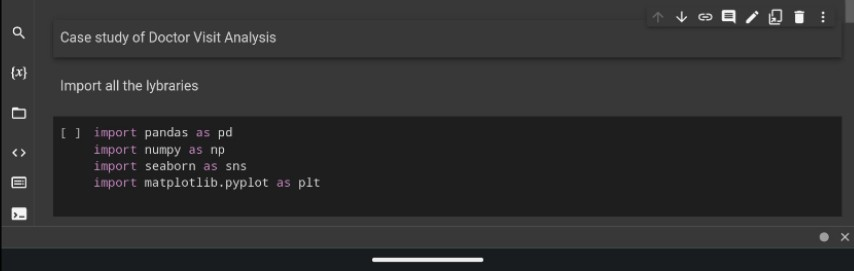 Case study of Doctor Visit Analysis
{x}
Import all the lybraries
[ ] import pandas as pd
import numpy as np
import seaborn as sns
import matplotlib.pyplot as plt